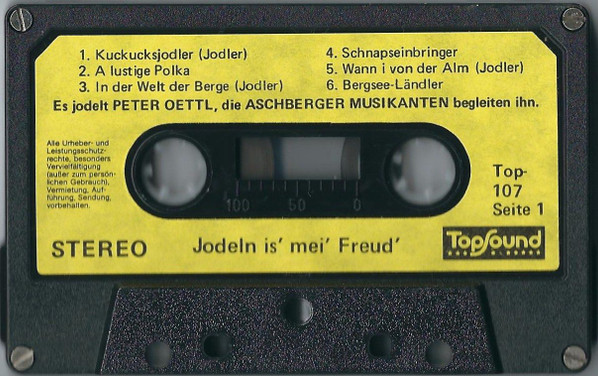 1. Kuckucksjodler (Jodler)
2. A lustige Polka
3. In der Welt der Berge (Jodler)
4. Schnapseinbringer
5. Wann i von der Alm (Jodler)
6. Bergsee-Ländler
Es jodelt PETER OETTL, die ASCHBERGER MUSIKANTEN begleiten ihn.
Alle Urheber- und
Leistungsschutz-
rechte, besonders
Vervielfältigung
(außer zum persön-
lichen Gebrauch),
Vermietung, Auf-
führung, Sendung,
vorbehalten.
100 50 0
Top-
107
Seite 1
STEREO
Jodeln is' mei' Freud'
TopSound